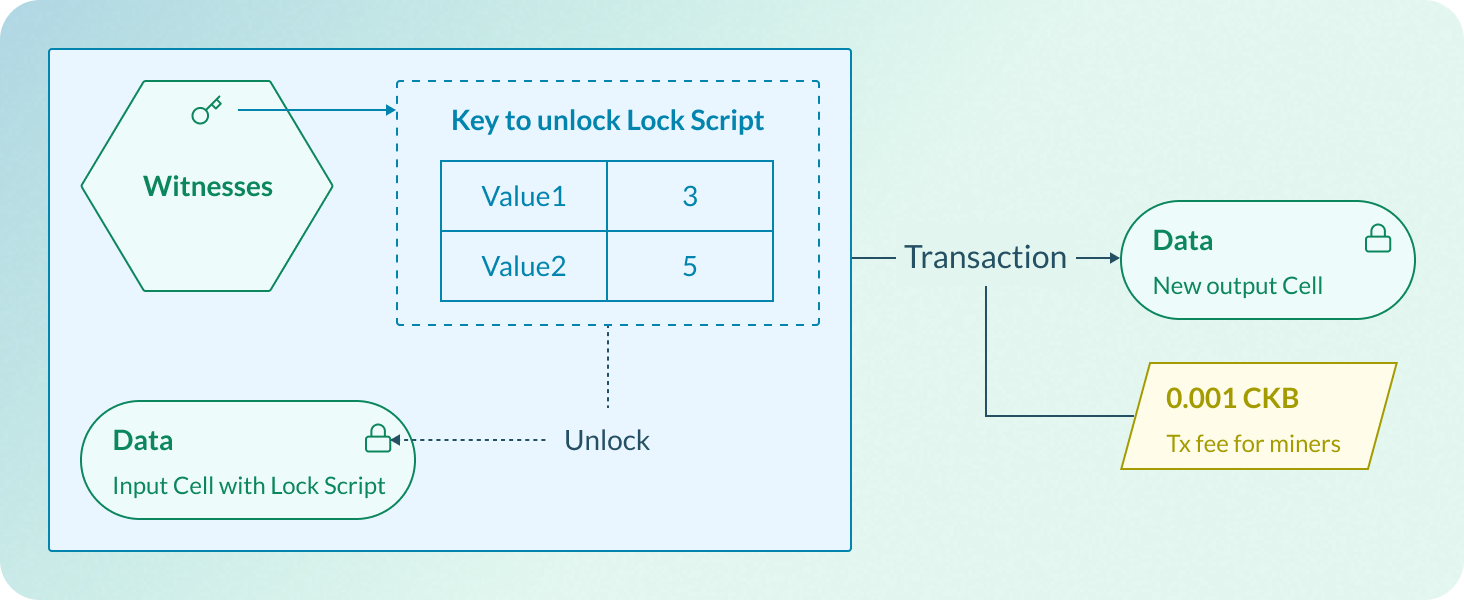 Key to unlock Lock Script
Witnesses
Value1 3
Value2 5
Transaction
Data
New output Cell
0.001 CKB
Tx fee for miners
Unlock
Data
Input Cell with Lock Script